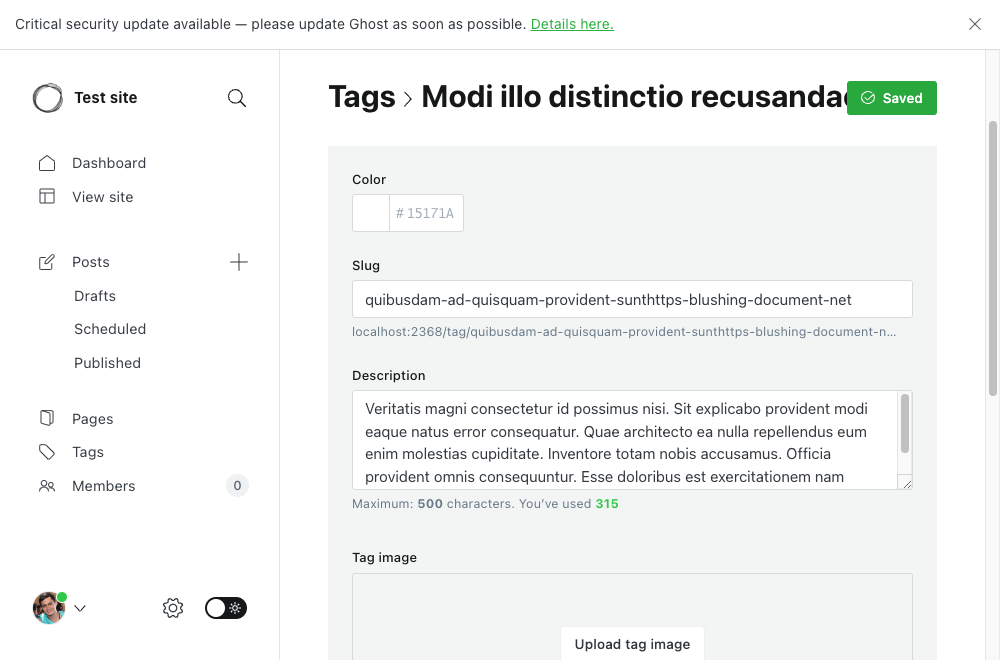 Critical security update available — please update Ghost as soon as possible. Details here.
Test site
Dashboard
View site
Posts
Drafts
Scheduled
Published
Pages
Tags
Members
0
Tags
Modi illo distinctio recusandae
Saved
Color
# 15171A
Slug
quibusdam-ad-quisquam-provident-sunthttps-blushing-document-net
localhost:2368/tag/quibusdam-ad-quisquam-provident-sunthttps-blushing-document-n...
Description
Veritatis magni consectetur id possimus nisi. Sit explicabo provident modi
eaque natus error consequatur. Quae architecto ea nulla repellendus eum
enim molestias cupiditate. Inventore totam nobis accusamus. Officia
provident omnis consequuntur. Esse doloribus est exercitationem nam
Maximum: 500 characters. You’ve used 315
Tag image
Upload tag image